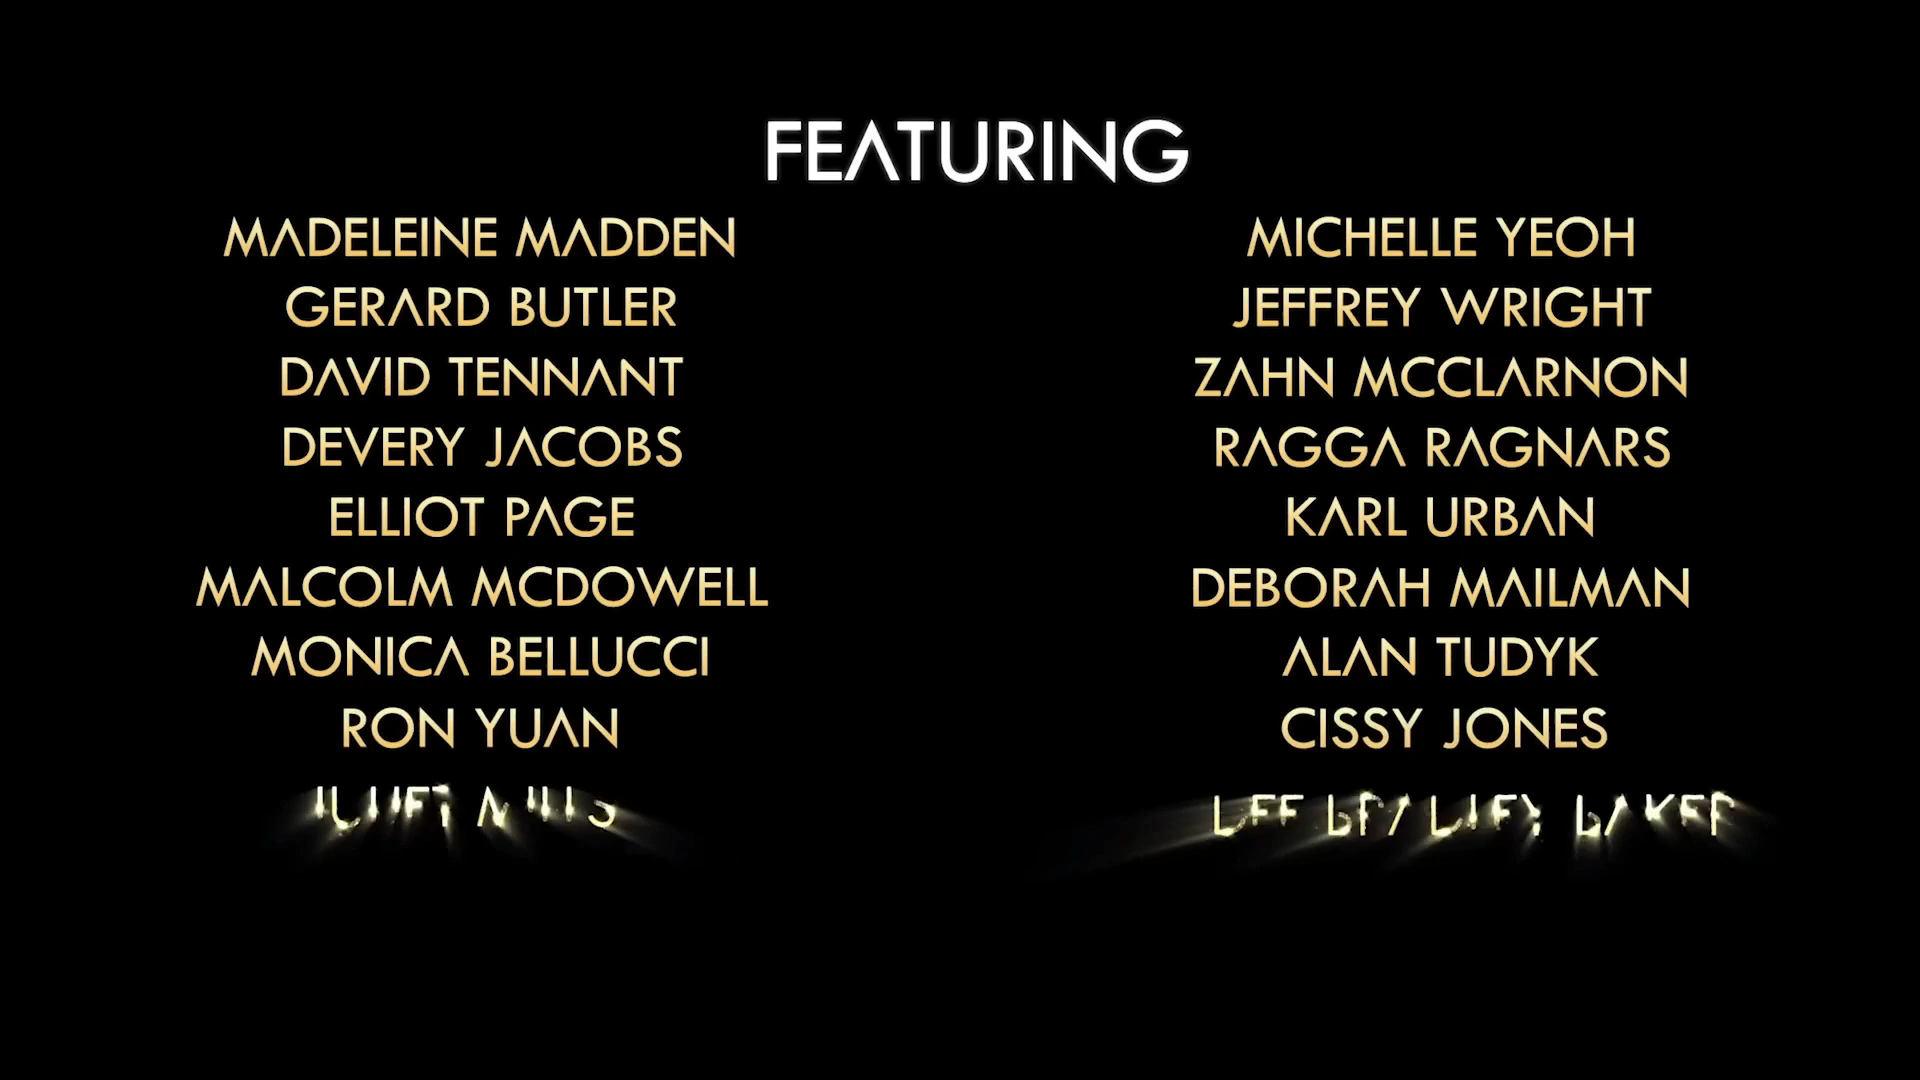 FEATURING
MADELEINE MADDEN
GERARD BUTLER
DAVID TENNANT
DEVERY JACOBS
ELLIOT PAGE
MALCOLM MCDOWELL
MONICA BELLUCCI
RON YUAN
MICHELLE YEOH
JEFFREY WRIGHT
ZAHN MCCLARNON
RAGGA RAGNARS
KARL URBAN
DEBORAH MAILMAN
ALAN TUDYK
CISSY JONES